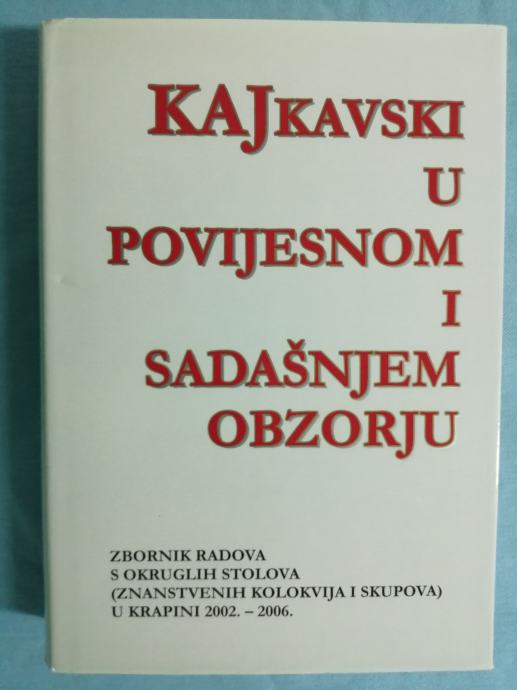 KAJKAVSKI
U
POVIJESNOM
I
SADAŠNJEM
OBZORJU
ZBORNIK RADOVA
S OKRUGLIH STOLOVA
(ZNANSTVENIH KOLOKVIJA I SKUPOVA)
U KRAPINI 2002. – 2006.